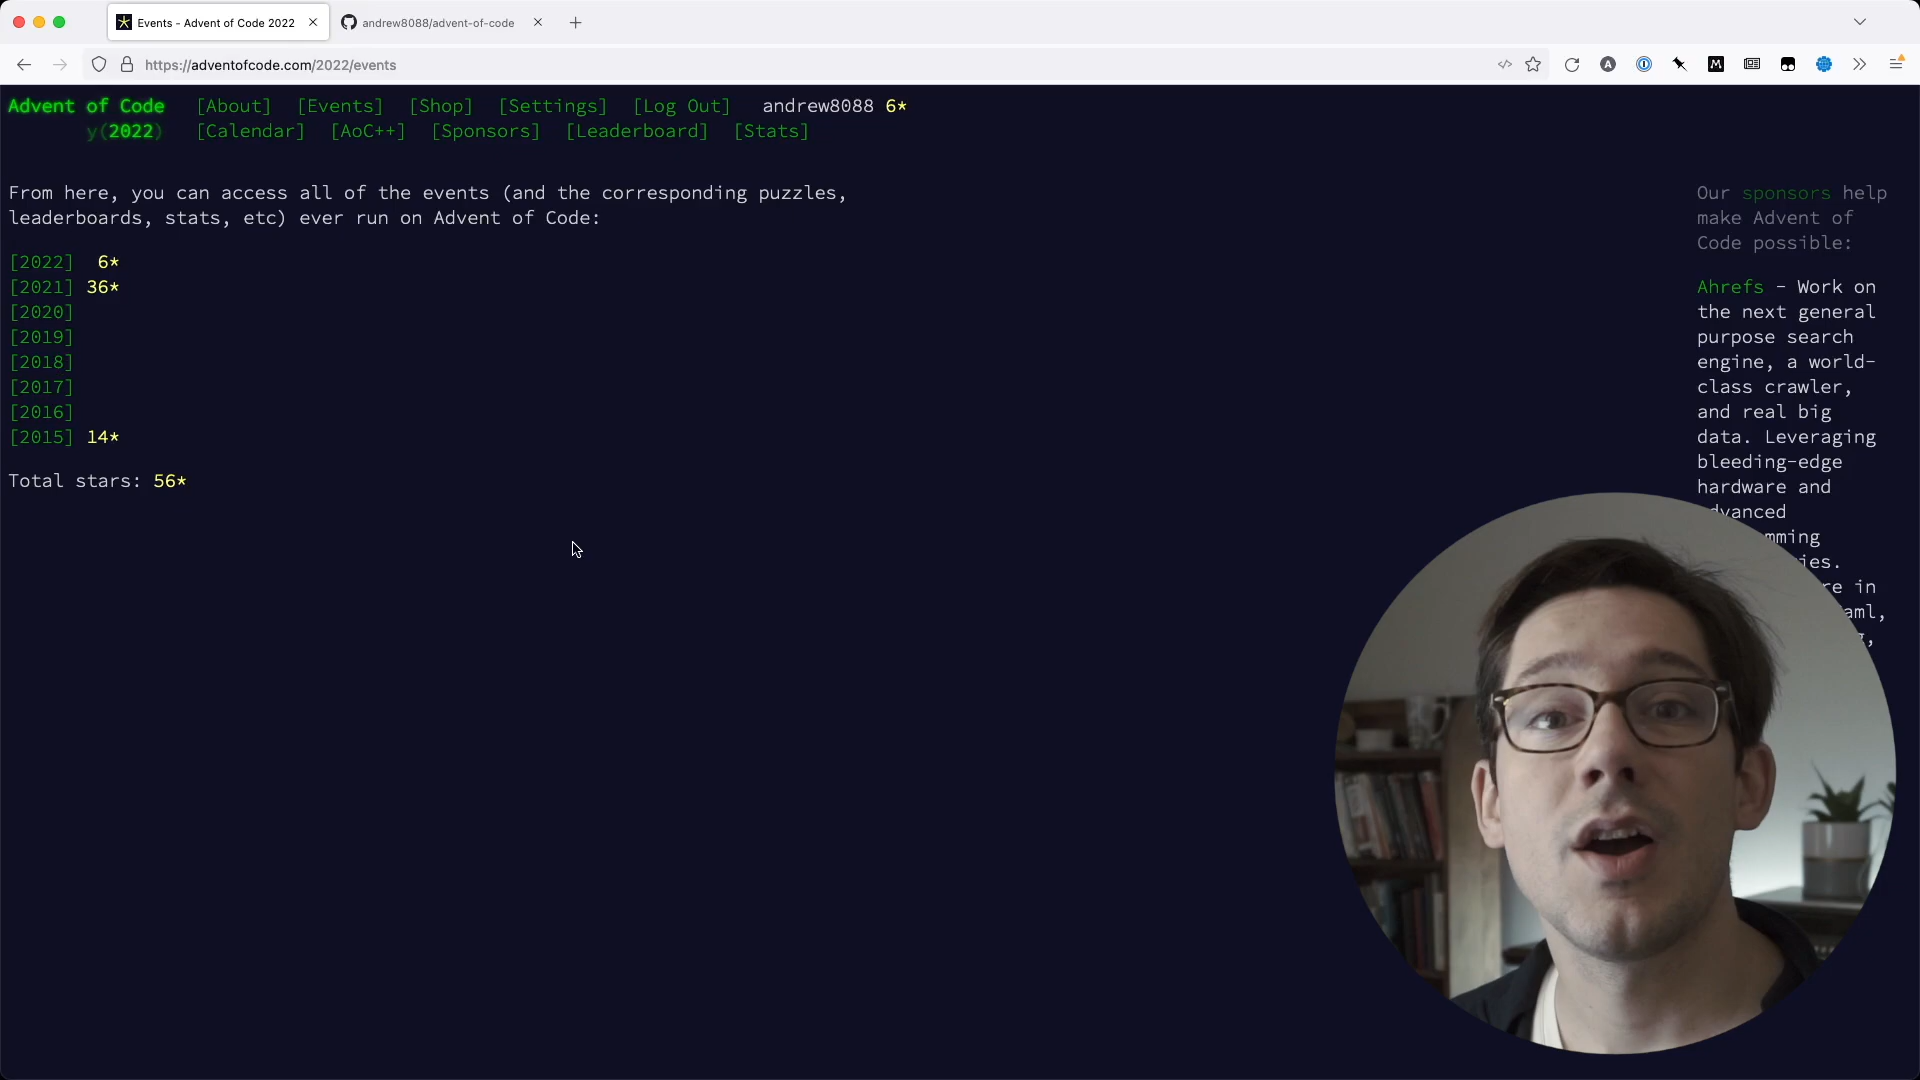 Events - Advent of Code 2022
andrew8088/advent-of-code
https://adventofcode.com/2022/events
Advent of Code [About] [Events] [Shop] [Settings] [Log Out] andrew8088 6*
y(2022) [Calendar] [AoC++] [Sponsors] [Leaderboard] [Stats]
From here, you can access all of the events (and the corresponding puzzles,
leaderboards, stats, etc) ever run on Advent of Code:
[2022] 6*
[2021] 36*
[2020]
[2019]
[2018]
[2017]
[2016]
[2015] 14*
Total stars: 56*
Our sponsors help
make Advent of
Code possible:
Ahrefs - Work on
the next general
purpose search
engine, a world-
class crawler,
and real big
data. Leveraging
bleeding-edge
hardware and